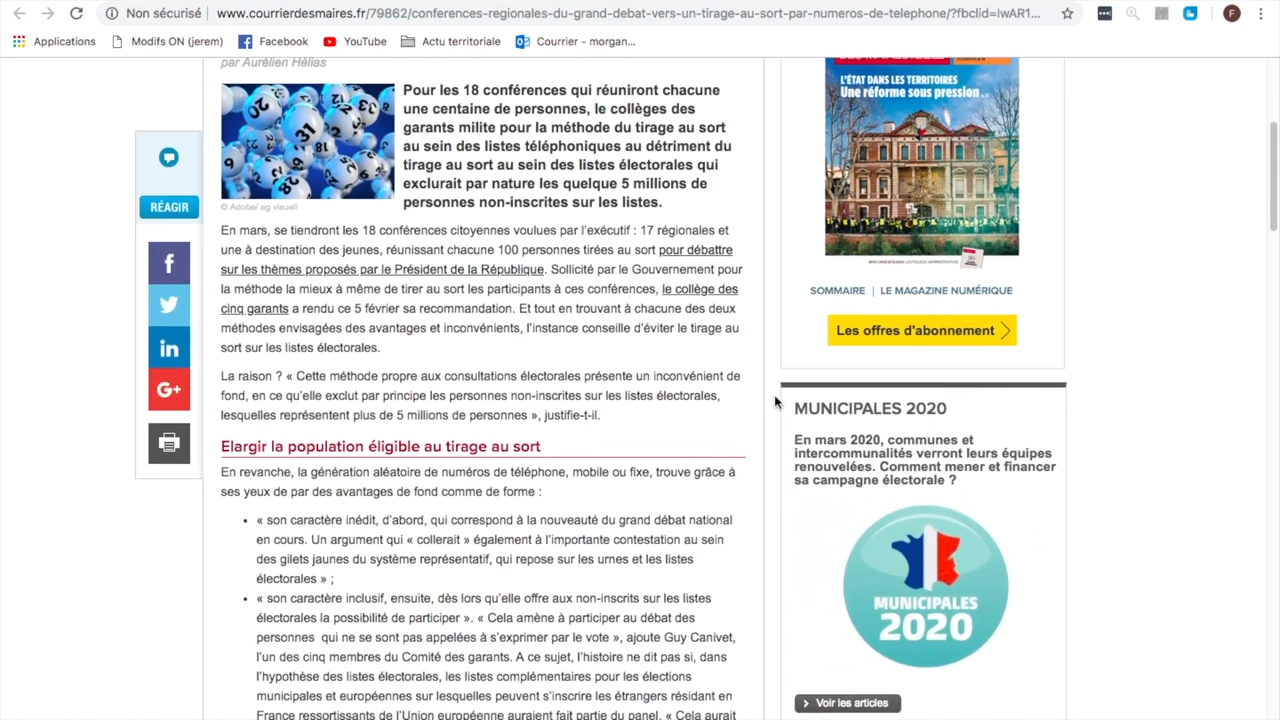 Non sécurisé | www.courrierdesmaires.fr/79862/conferences-regionales-du-grand-debat-vers-un-tirage-au-sort-par-numeros-de-telephone/?fbclid=IwAR1...
F
Applications
Modifs ON (jerem)
Facebook
YouTube
Actu territoriale
Courrier - morgan...
par Aurélien Hélias
Pour les 18 conférences qui réuniront chacune
une centaine de personnes, le collèges des
garants milite pour la méthode du tirage au sort
au sein des listes téléphoniques au détriment du
tirage au sort au sein des listes électorales qui
exclurait par nature les quelque 5 millions de
personnes non-inscrites sur les listes.
© Adobe/ ag visuell
RÉAGIR
f
in
G+
En mars, se tiendront les 18 conférences citoyennes voulues par l'exécutif : 17 régionales et
une à destination des jeunes, réunissant chacune 100 personnes tirées au sort pour débattre
sur les thèmes proposés par le Président de la République. Sollicité par le Gouvernement pour
la méthode la mieux à même de tirer au sort les participants à ces conférences, le collège des
cinq garants a rendu ce 5 février sa recommandation. Et tout en trouvant à chacune des deux
méthodes envisagées des avantages et inconvénients, l'instance conseille d'éviter le tirage au
sort sur les listes électorales.
La raison ? « Cette méthode propre aux consultations électorales présente un inconvénient de
fond, en ce qu'elle exclut par principe les personnes non-inscrites sur les listes électorales,
lesquelles représentent plus de 5 millions de personnes », justifie-t-il.
Elargir la population éligible au tirage au sort
En revanche, la génération aléatoire de numéros de téléphone, mobile ou fixe, trouve grâce à
ses yeux de par des avantages de fond comme de forme :
• « son caractère inédit, d'abord, qui correspond à la nouveauté du grand débat national
en cours. Un argument qui « collerait » également à l'importante contestation au sein
des gilets jaunes du système représentatif, qui repose sur les urnes et les listes
électorales » ;
• « son caractère inclusif, ensuite, dès lors qu'elle offre aux non-inscrits sur les listes
électorales la possibilité de participer ». « Cela amène à participer au débat des
personnes qui ne se sont pas appelées à s'exprimer par le vote », ajoute Guy Canivet,
l'un des cinq membres du Comité des garants. A ce sujet, l'histoire ne dit pas si, dans
l'hypothèse des listes électorales, les listes complémentaires pour les élections
municipales et européennes sur lesquelles peuvent s'inscrire les étrangers résidant en
France ressortissants de l'Union européenne auraient fait partie du panel. « Cela aurait
L'ÉTAT DANS LES TERRITOIRES
Une réforme sous pression...
SOMMAIRE | LE MAGAZINE NUMÉRIQUE
Les offres d'abonnement
MUNICIPALES 2020
En mars 2020, communes et
intercommunalités verront leurs équipes
renouvelées. Comment mener et financer
sa campagne électorale ?
MUNICIPALES
2020
Voir les articles